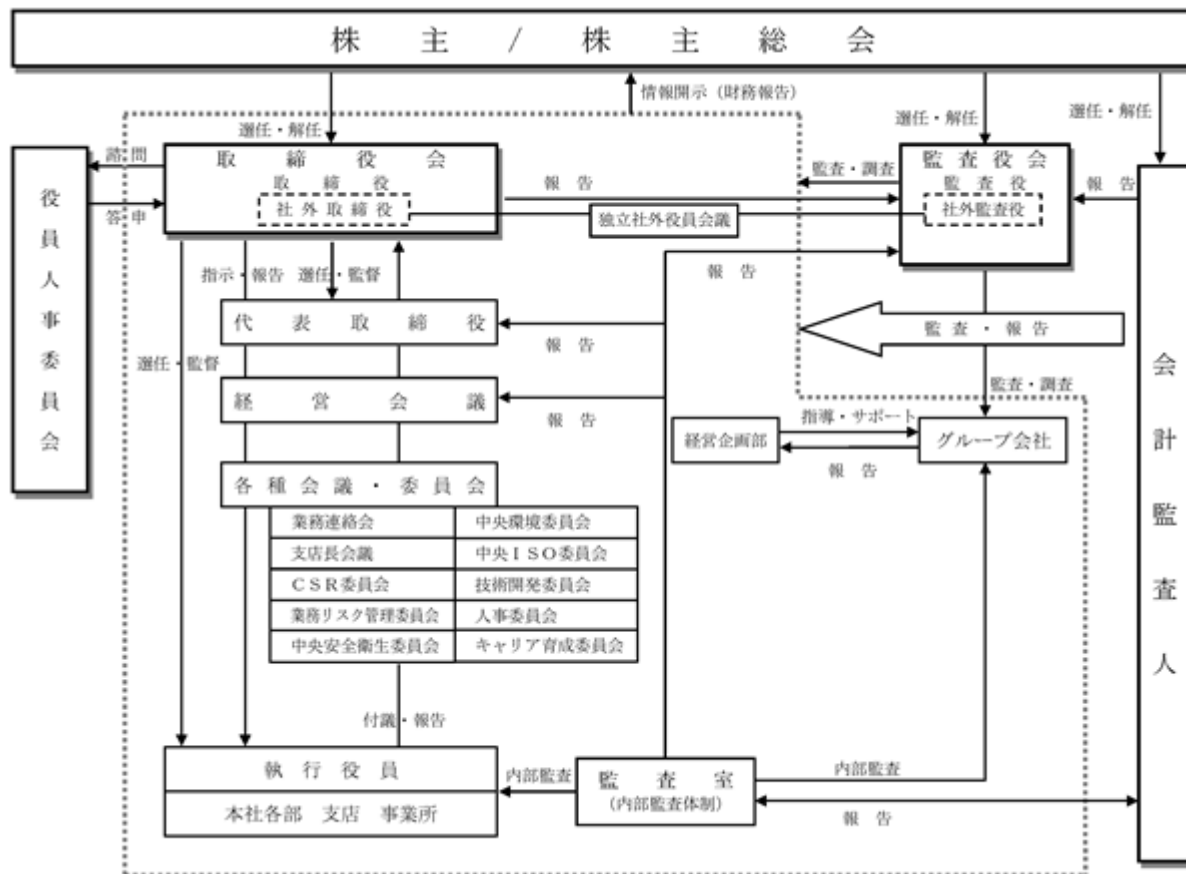 株主/株主総会
情報開示（財務報告）
選任・解任
選任・解任
選任・解任
諮問
答申
役員人事委員会
取締役会
取締役
社外取締役
報告
監査・調査
監査役会
監査役
社外監査役
報告
独立社外役員会議
指示・報告
選任・監督
報告
代表取締役
報告
監査・報告
選任・監督
経営会議
報告
監査・調査
会計監査人
経営企画部
指導・サポート
報告
グループ会社
各種会議・委員会
業務連絡会
中央環境委員会
支店長会議
中央ISO委員会
CSR委員会
技術開発委員会
業務リスク管理委員会
人事委員会
中央安全衛生委員会
キャリア育成委員会
付議・報告
執行役員
本社各部 支店 事業所
内部監査
監査室
（内部監査体制）
内部監査
報告